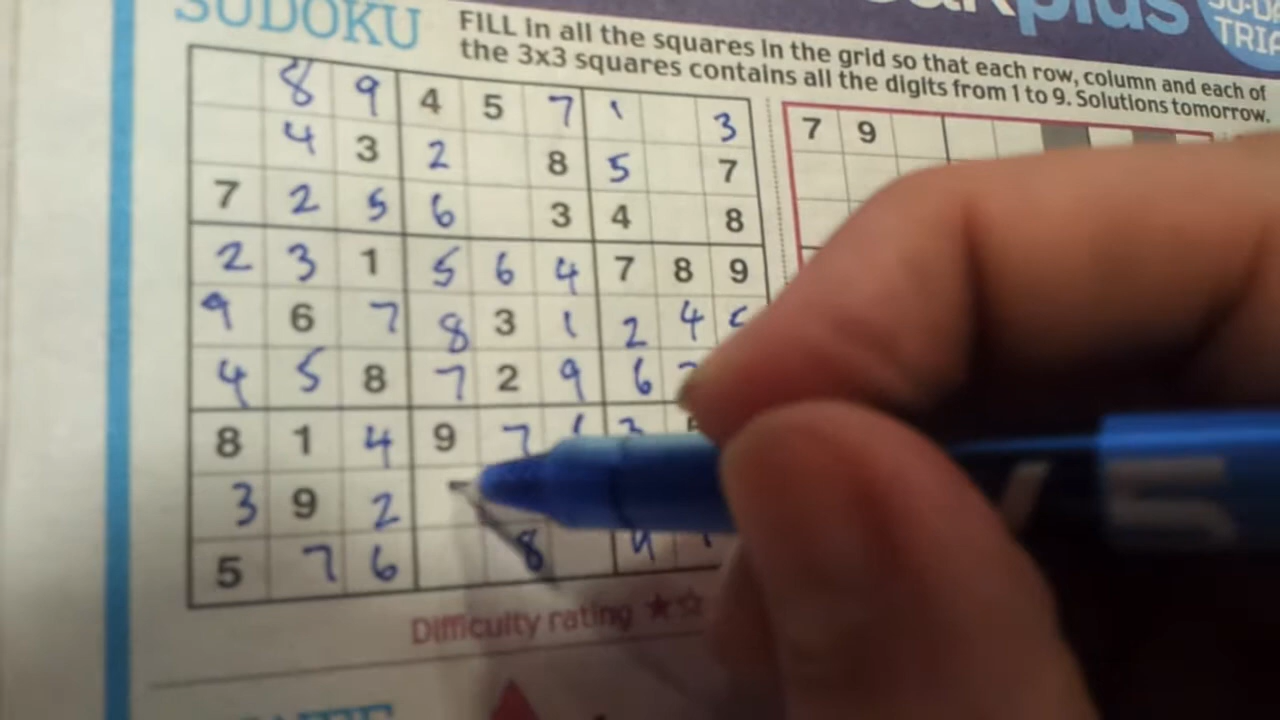 SUDOKU
plus
TRIA
FILL in all the squares in the grid so that each row, column and each of
the 3x3 squares contains all the digits from 1 to 9. Solutions tomorrow.
8 9 4 5 7 1 3
4 3 2 8 5 7
7 2 5 6 3 4 8
2 3 1 5 6 4 7 8 9
9 6 7 8 3 1 2 4
4 5 8 7 2 9 6
8 1 4 9 7
3 9 2
5 7 6 8 4
7 9
Difficulty rating ★☆